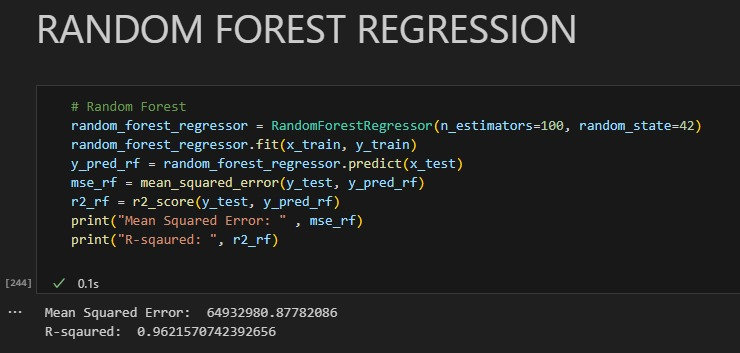 RANDOM FOREST REGRESSION
# Random Forest
random_forest_regressor = RandomForestRegressor(n_estimators=100, random_state=42)
random_forest_regressor.fit(x_train, y_train)
y_pred_rf = random_forest_regressor.predict(x_test)
mse_rf = mean_squared_error(y_test, y_pred_rf)
r2_rf = r2_score(y_test, y_pred_rf)
print("Mean Squared Error: " , mse_rf)
print("R-sqaured: ", r2_rf)
[244] ✓ 0.1s
... Mean Squared Error:  64932980.87782086
R-sqaured:  0.9621570742392656